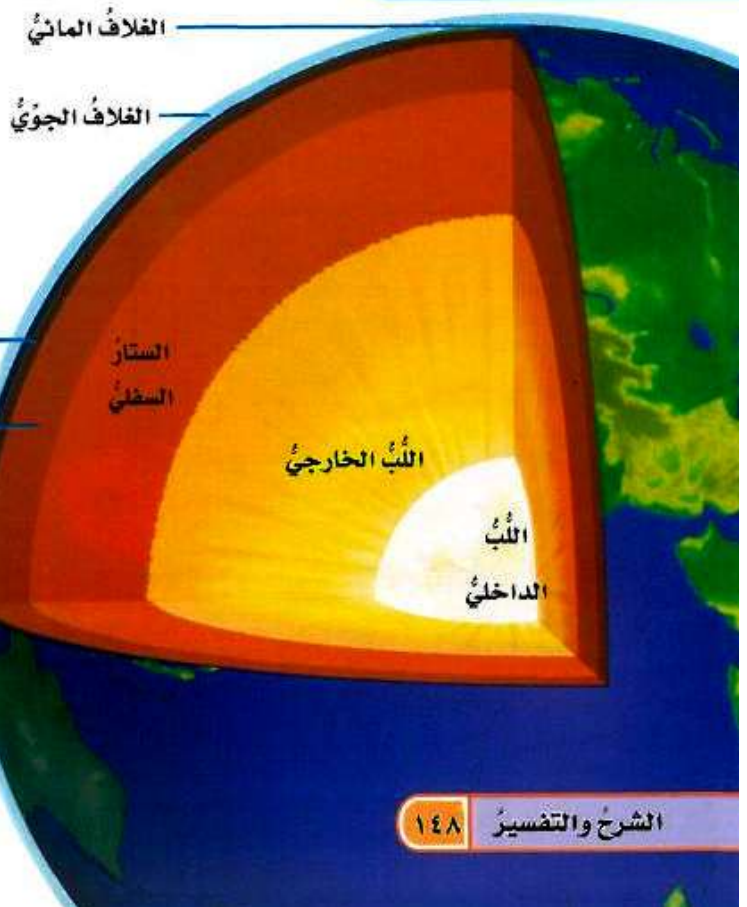 الغلافُ المائيُّ
الغلافُ الجوِّيُّ
الستارُ
السفليُّ
اللُّبُّ الخارجيُّ
اللُّبُّ
الداخليُّ
الشرحُ والتفسيرُ ١٤٨